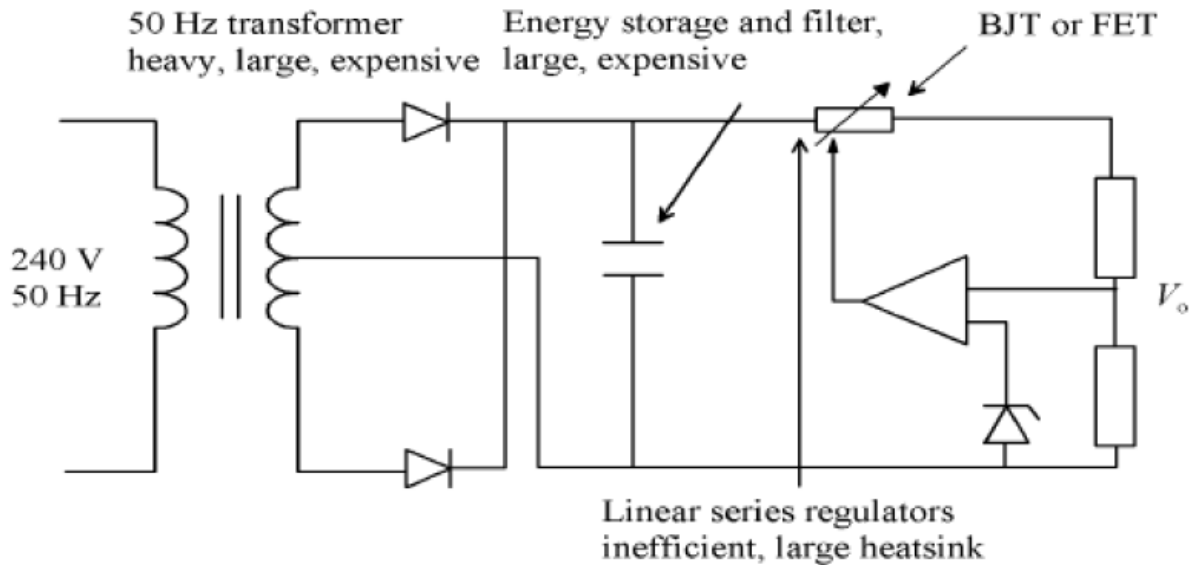 50 Hz transformer
heavy, large, expensive
Energy storage and filter,
large, expensive
BJT or FET
240 V
50 Hz
Vo
Linear series regulators
inefficient, large heatsink